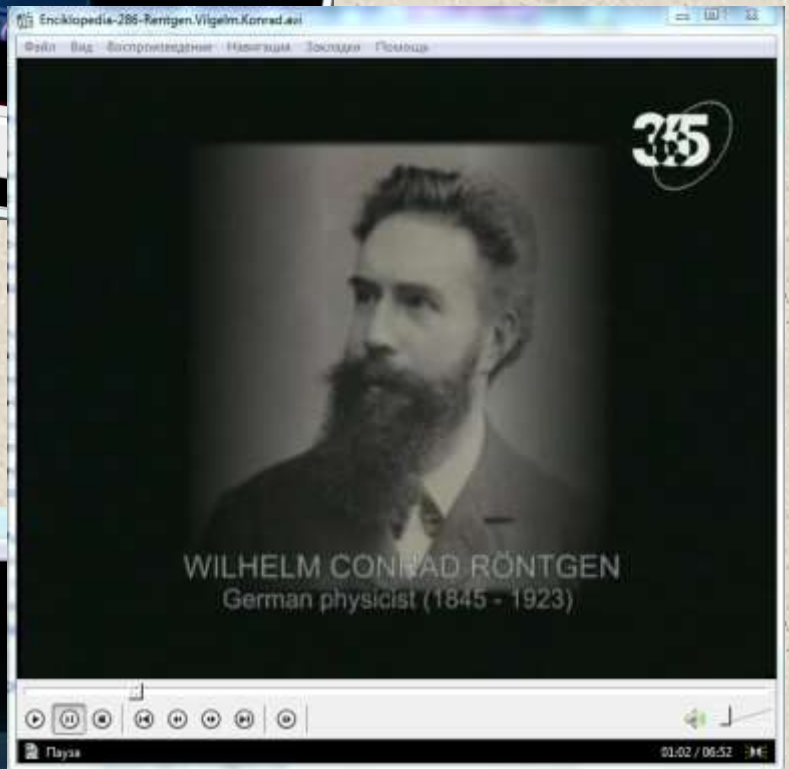 Enciklopedia-286-Rentgen.Vilgelm.Konrad.avi
Файл Вид Воспроизведение Навигация Закладки Помощь
365
WILHELM CONRAD RÖNTGEN
German physicist (1845 - 1923)
Пауза
01:02 / 06:52